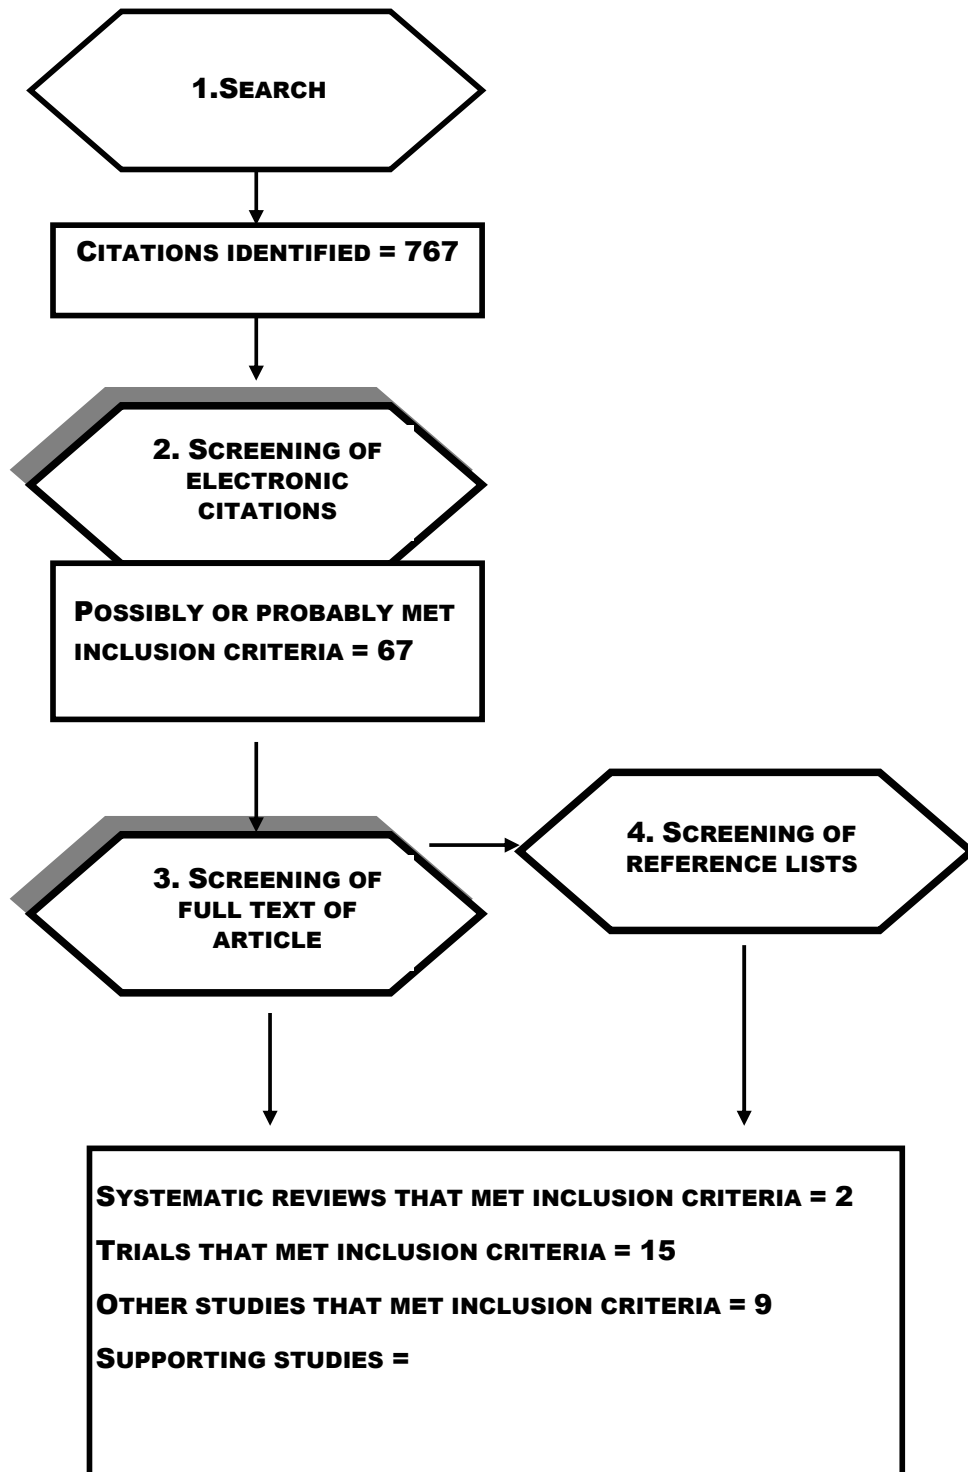 1.SEARCH
CITATIONS IDENTIFIED = 767
2. SCREENING OF
ELECTRONIC
CITATIONS
POSSIBLY OR PROBABLY MET
INCLUSION CRITERIA = 67
3. SCREENING OF
FULL TEXT OF
ARTICLE
4. SCREENING OF
REFERENCE LISTS
SYSTEMATIC REVIEWS THAT MET INCLUSION CRITERIA = 2
TRIALS THAT MET INCLUSION CRITERIA = 15
OTHER STUDIES THAT MET INCLUSION CRITERIA = 9
SUPPORTING STUDIES =